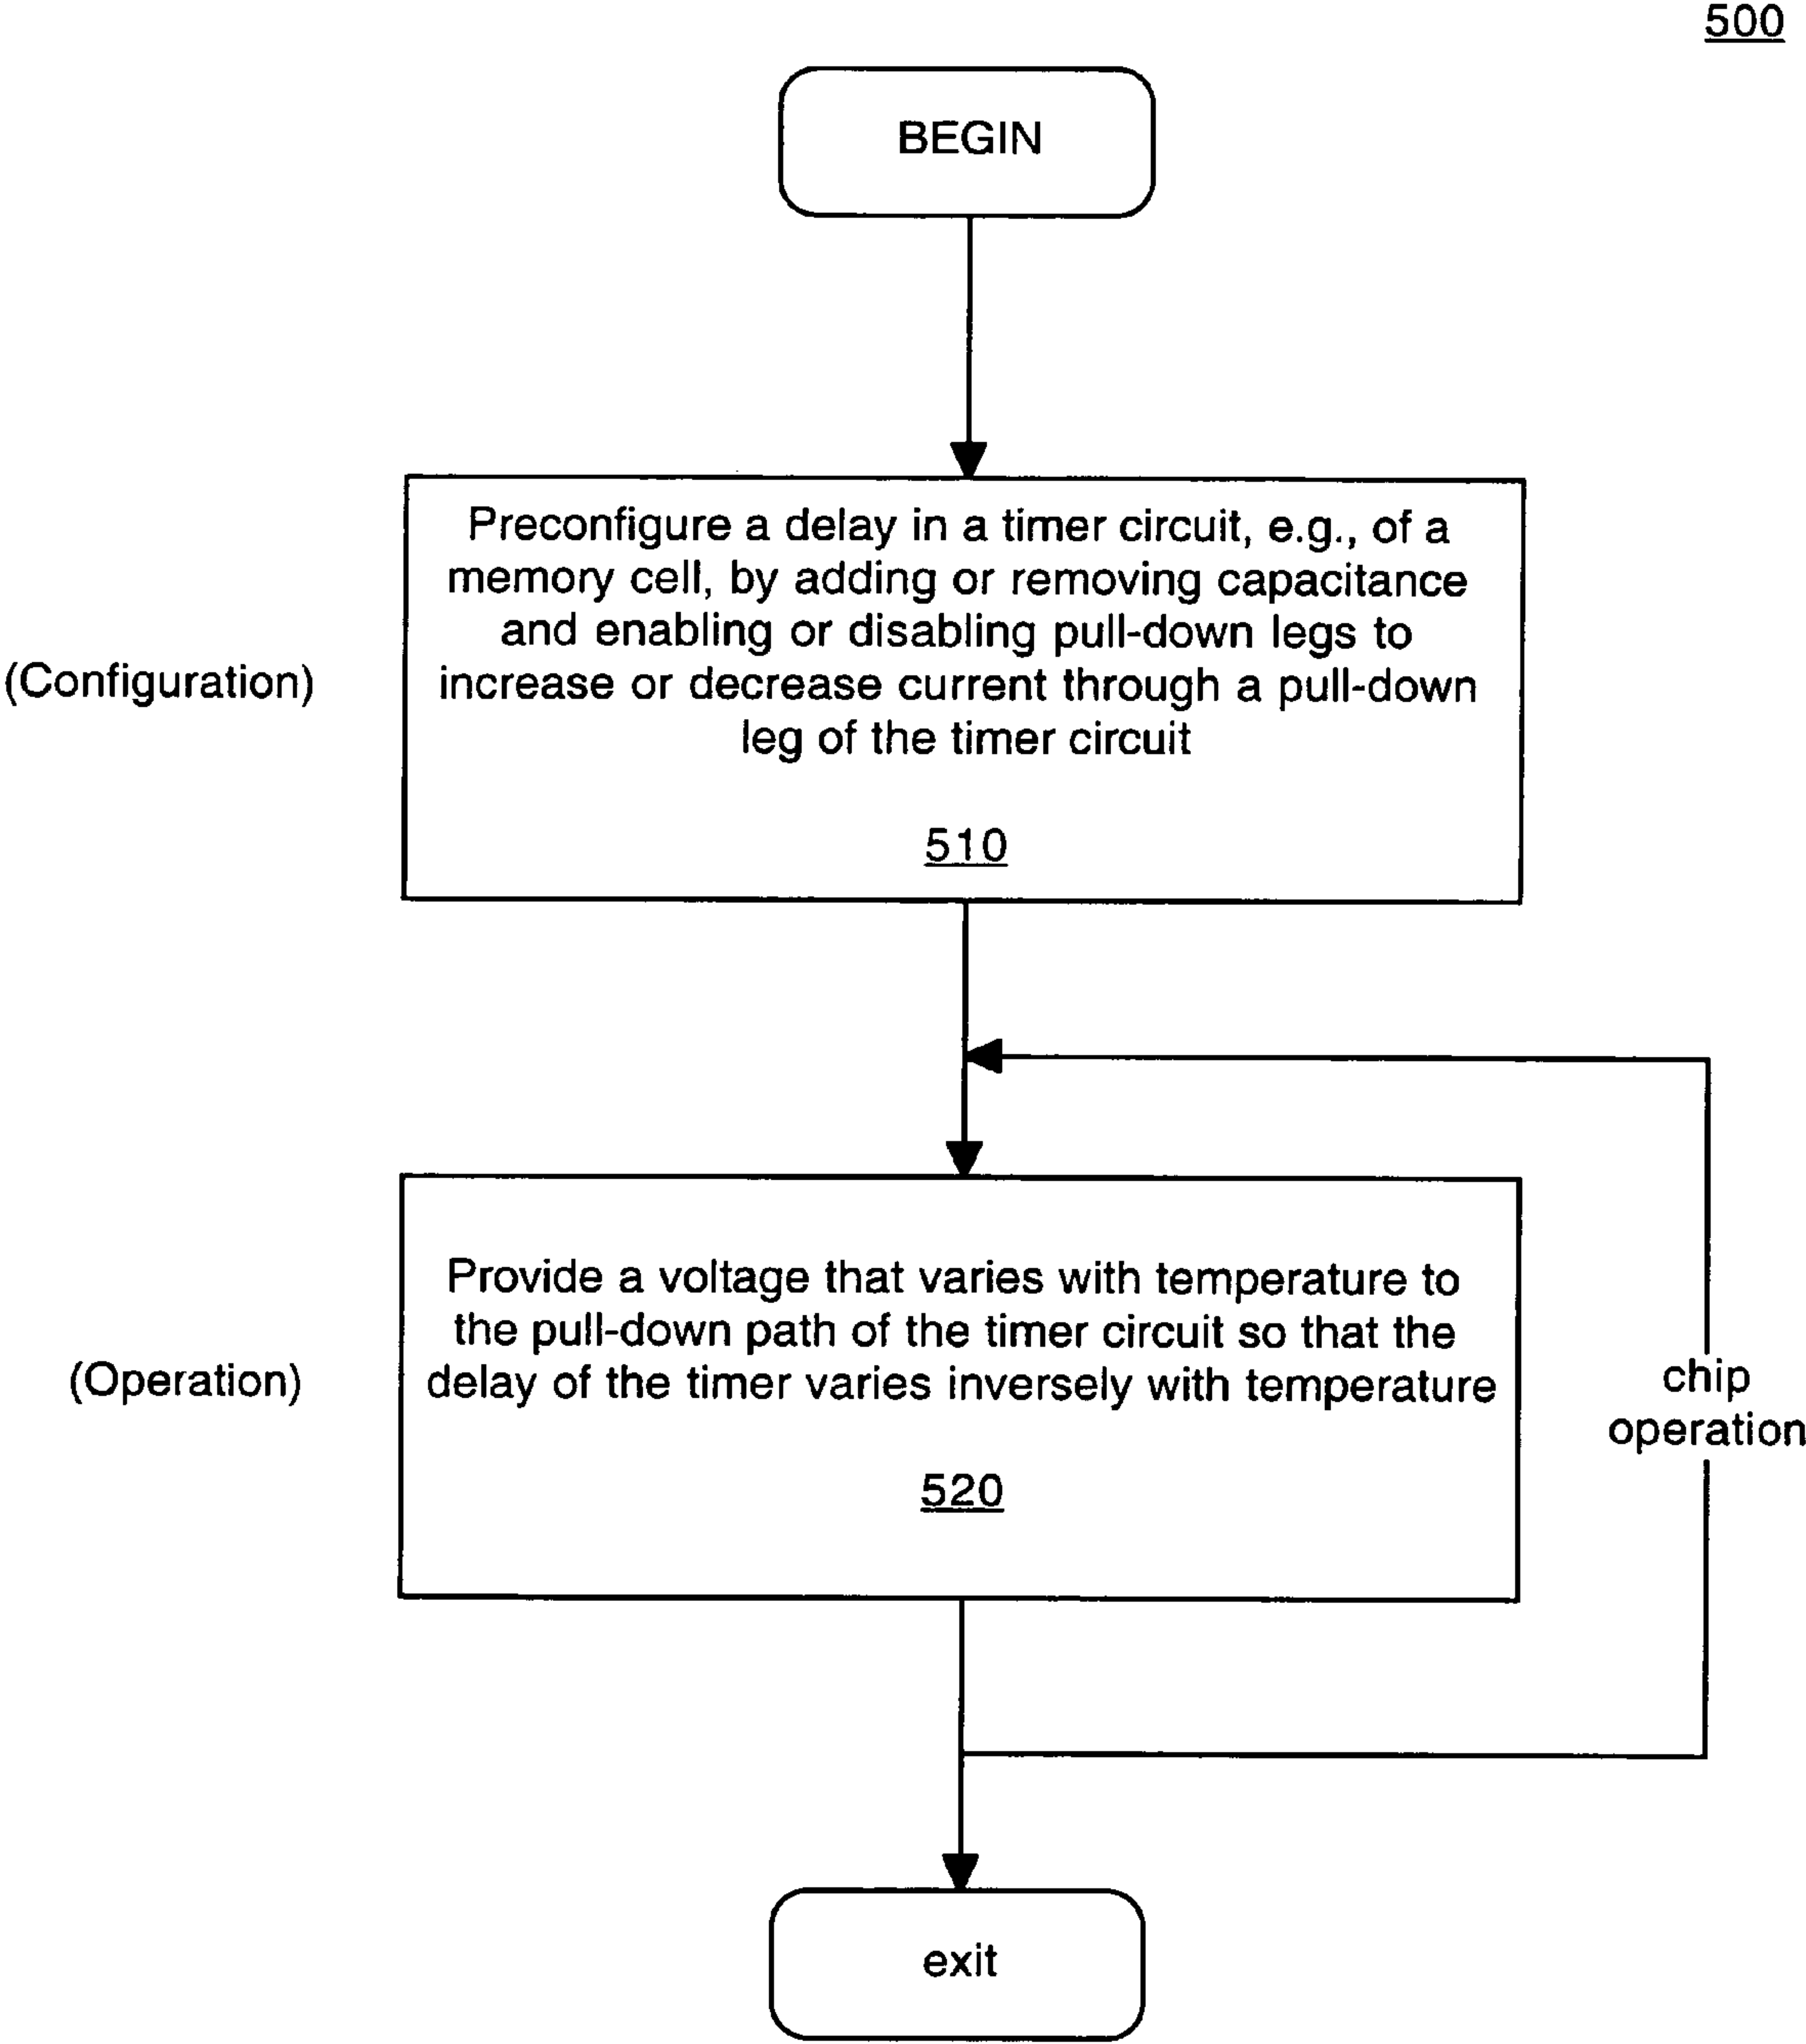 500
BEGIN
Preconfigure a delay in a timer circuit, e.g., of a
memory cell, by adding or removing capacitance
and enabling or disabling pull-down legs to
increase or decrease current through a pull-down
leg of the timer circuit
(Configuration)
510
Provide a voltage that varies with temperature to
the pull-down path of the timer circuit so that the
delay of the timer varies inversely with temperature
(Operation)
chip
operation
520
exit